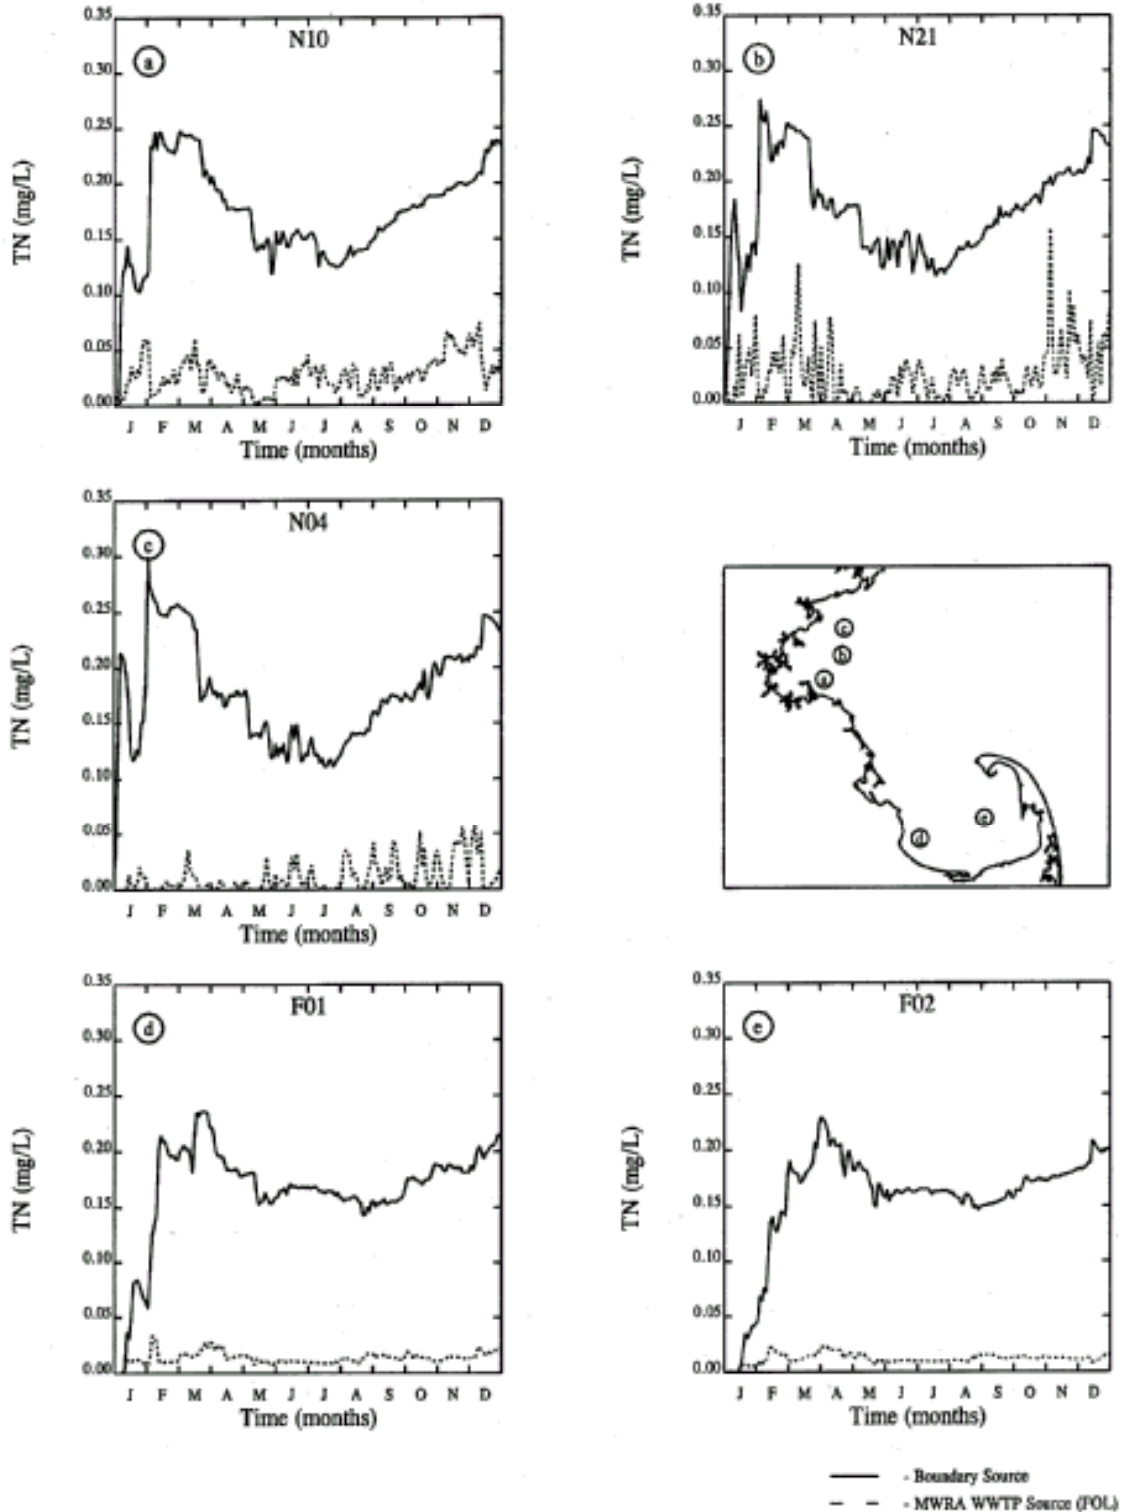 N10
a
0.35
0.30
0.25
0.20
0.15
0.10
0.05
0.00
TN (mg/L)
J F M A M J J A S O N D
Time (months)
N21
b
0.35
0.30
0.25
0.20
0.15
0.10
0.05
0.00
TN (mg/L)
J F M A M J J A S O N D
Time (months)
N04
c
0.35
0.30
0.25
0.20
0.15
0.10
0.05
0.00
TN (mg/L)
J F M A M J J A S O N D
Time (months)
c
b
a
e
d
F01
d
0.35
0.30
0.25
0.20
0.15
0.10
0.05
0.00
TN (mg/L)
J F M A M J J A S O N D
Time (months)
F02
e
0.35
0.30
0.25
0.20
0.15
0.10
0.05
0.00
TN (mg/L)
J F M A M J J A S O N D
Time (months)
- Boundary Source
- MWRA WWTP Source (FOL)